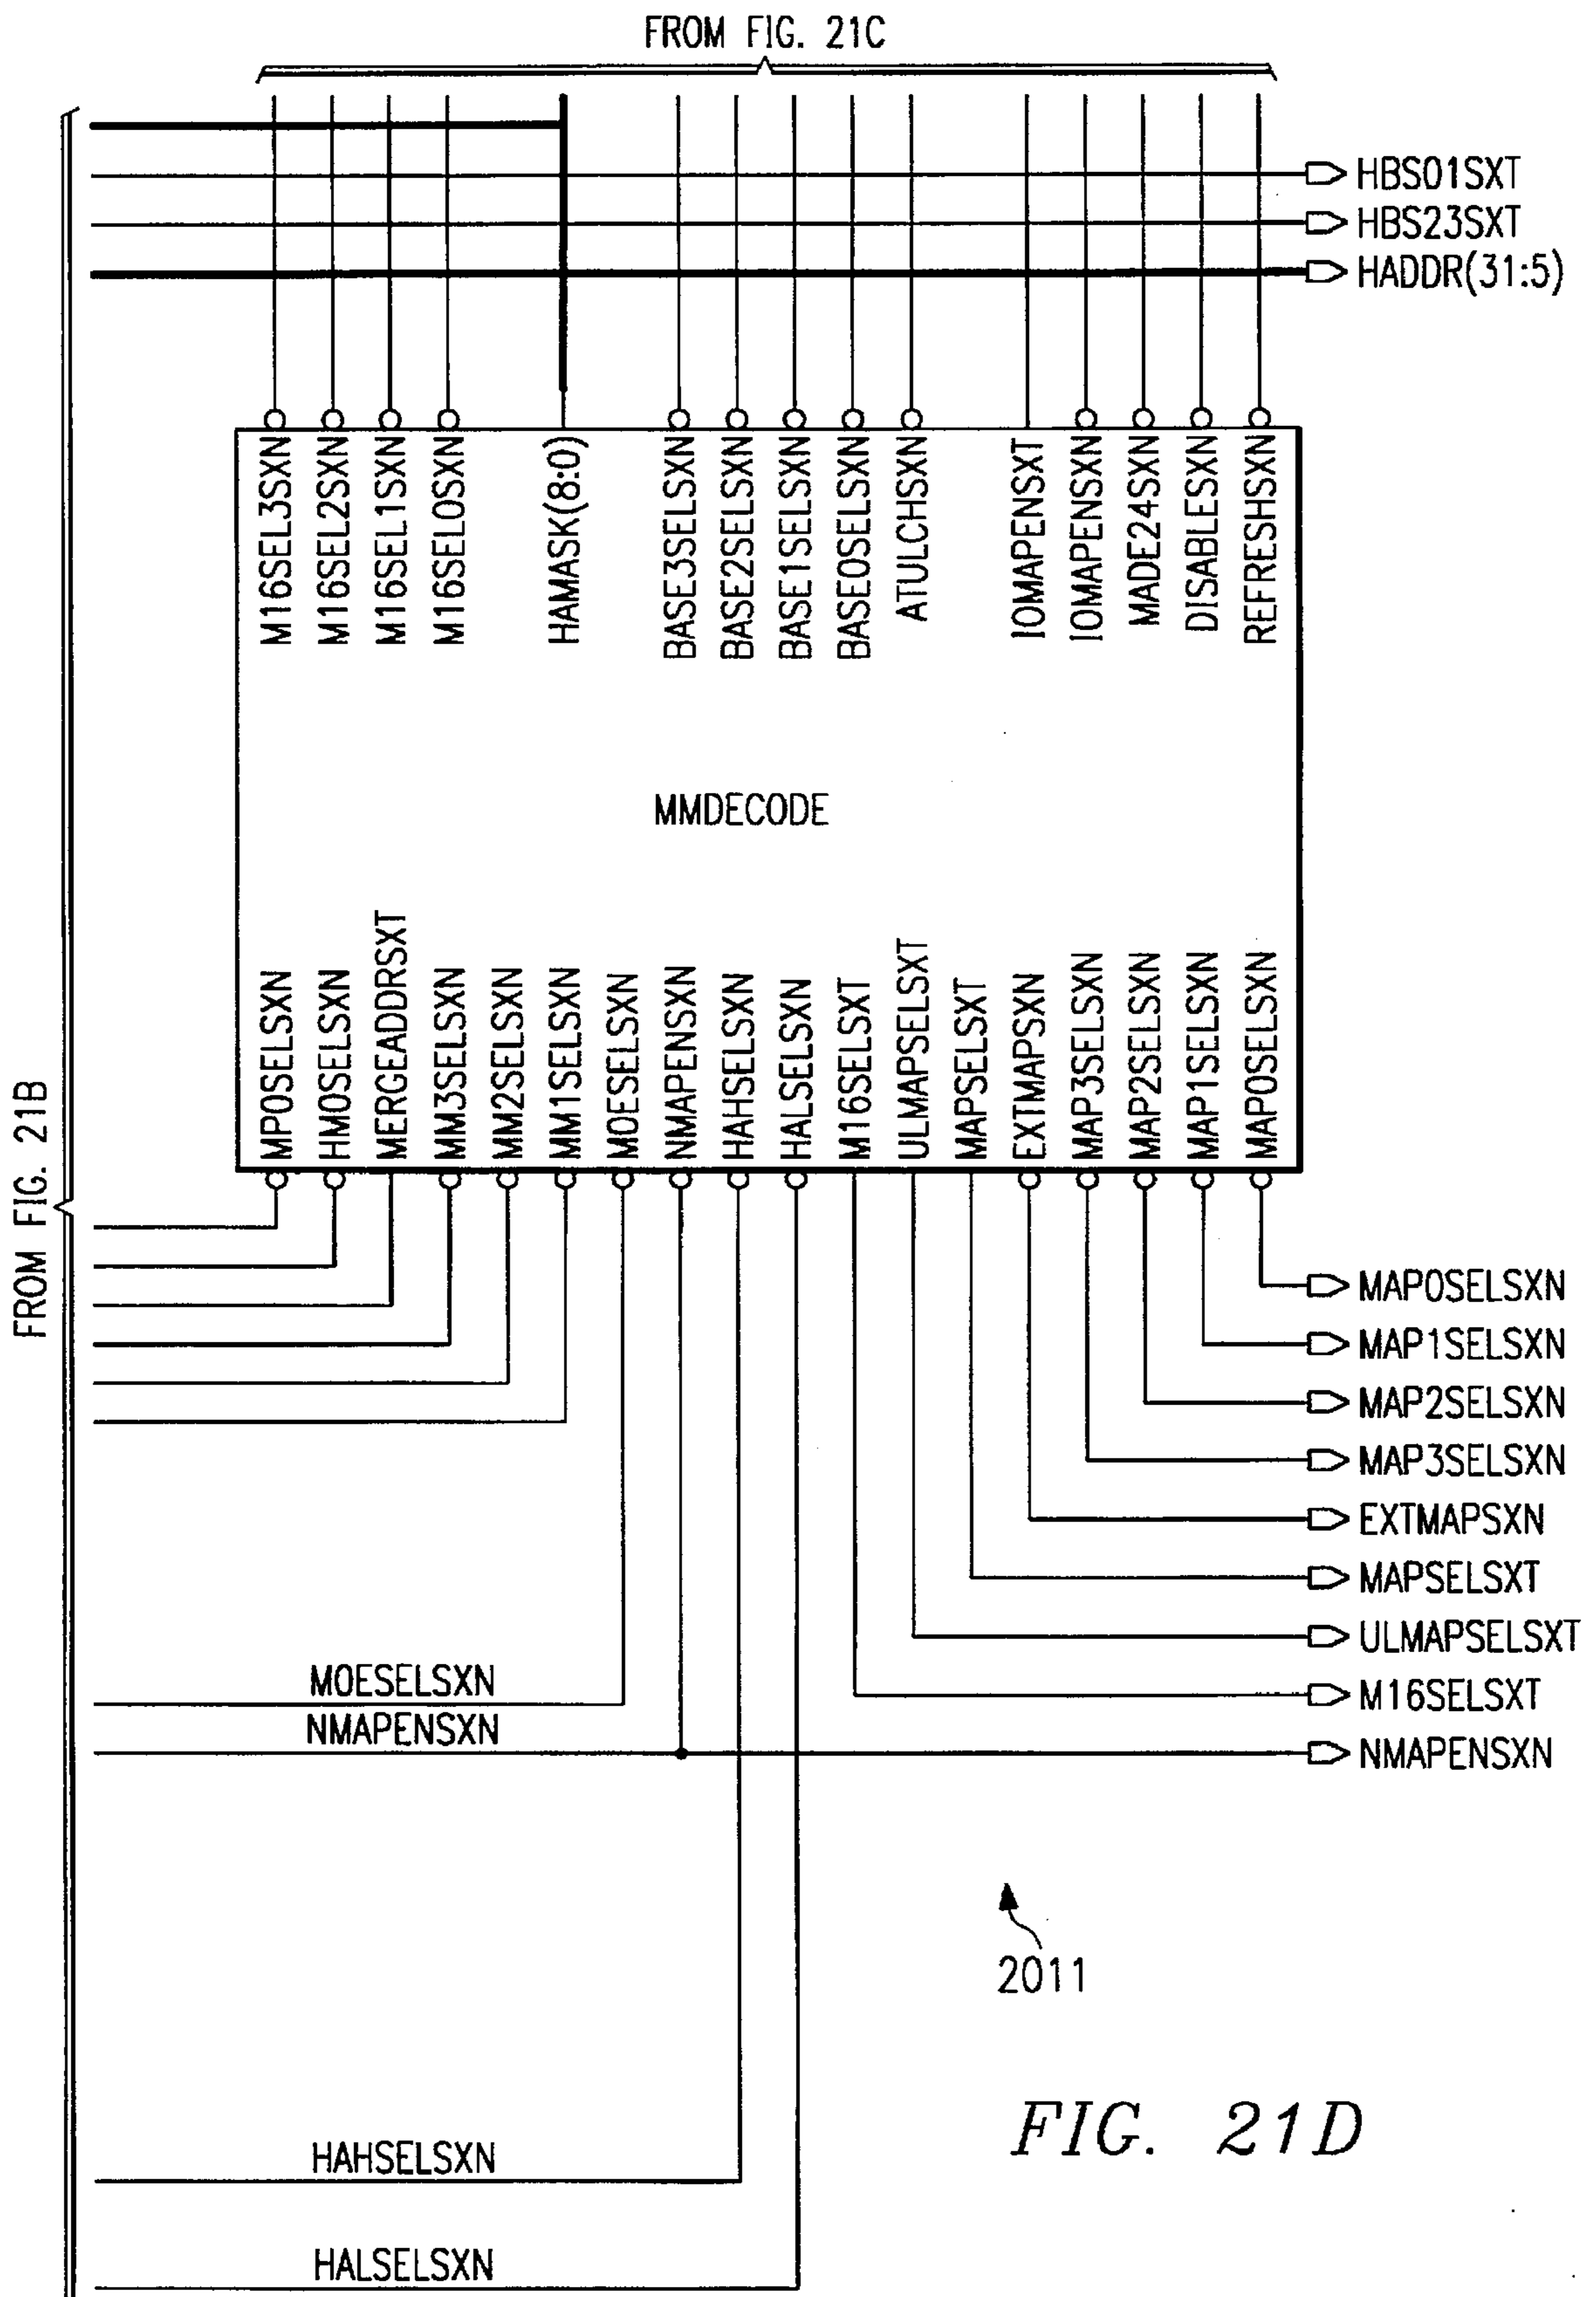 FROM FIG. 21C
HBS01SXT
HBS23SXT
HADDR(31:5)
M16SEL3SXN
M16SEL2SXN
M16SEL1SXN
M16SEL0SXN
HAMASK(8:0)
BASE3SELSXN
BASE2SELSXN
BASE1SELSXN
BASE0SELSXN
ATULCHSXN
IOMAPENSXT
IOMAPENSXN
MADE24SXN
DISABLESXN
REFRESHSXN
MMDECODE
MP0SELSXN
HM0SELSXN
MERGEADDRSXT
MM3SELSXN
MM2SELSXN
MM1SELSXN
MOESELSXN
NMAPENSXN
HAHSELSXN
HALSELSXN
M16SELSXT
ULMAPSELSXT
MAPSELSXT
EXTMAPSXN
MAP3SELSXN
MAP2SELSXN
MAP1SELSXN
MAP0SELSXN
FROM FIG. 21B
MAP0SELSXN
MAP1SELSXN
MAP2SELSXN
MAP3SELSXN
EXTMAPSXN
MAPSELSXT
ULMAPSELSXT
MOESELSXN
M16SELSXT
NMAPENSXN
NMAPENSXN
2011
FIG. 21D
HAHSELSXN
HALSELSXN